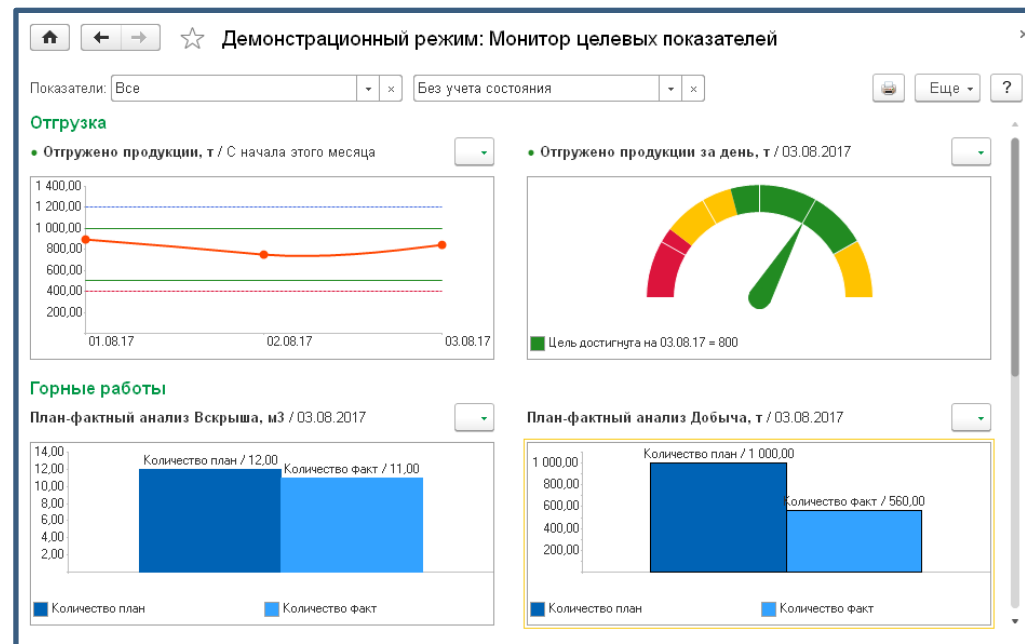 Демонстрационный режим: Монитор целевых показателей
Показатели: Все
Без учета состояния
Еще
?
Отгрузка
• Отгружено продукции, т / С начала этого месяца
1 400,00
1 200,00
1 000,00
800,00
600,00
400,00
200,00
01.08.17
02.08.17
03.08.17
• Отгружено продукции за день, т / 03.08.2017
Цель достигнута на 03.08.17 = 800
Горные работы
План-фактный анализ Вскрыша, м3 / 03.08.2017
14,00
12,00
10,00
8,00
6,00
4,00
2,00
Количество план / 12,00
Количество факт / 11,00
Количество план
Количество факт
План-фактный анализ Добыча, т / 03.08.2017
1 000,00
800,00
600,00
400,00
200,00
Количество план / 1 000,00
Количество факт / 560,00
Количество план
Количество факт